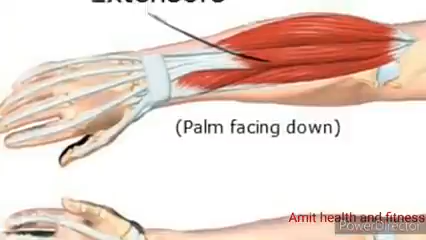 Extensors
(Palm facing down)
Amit health and fitness
PowerDirector